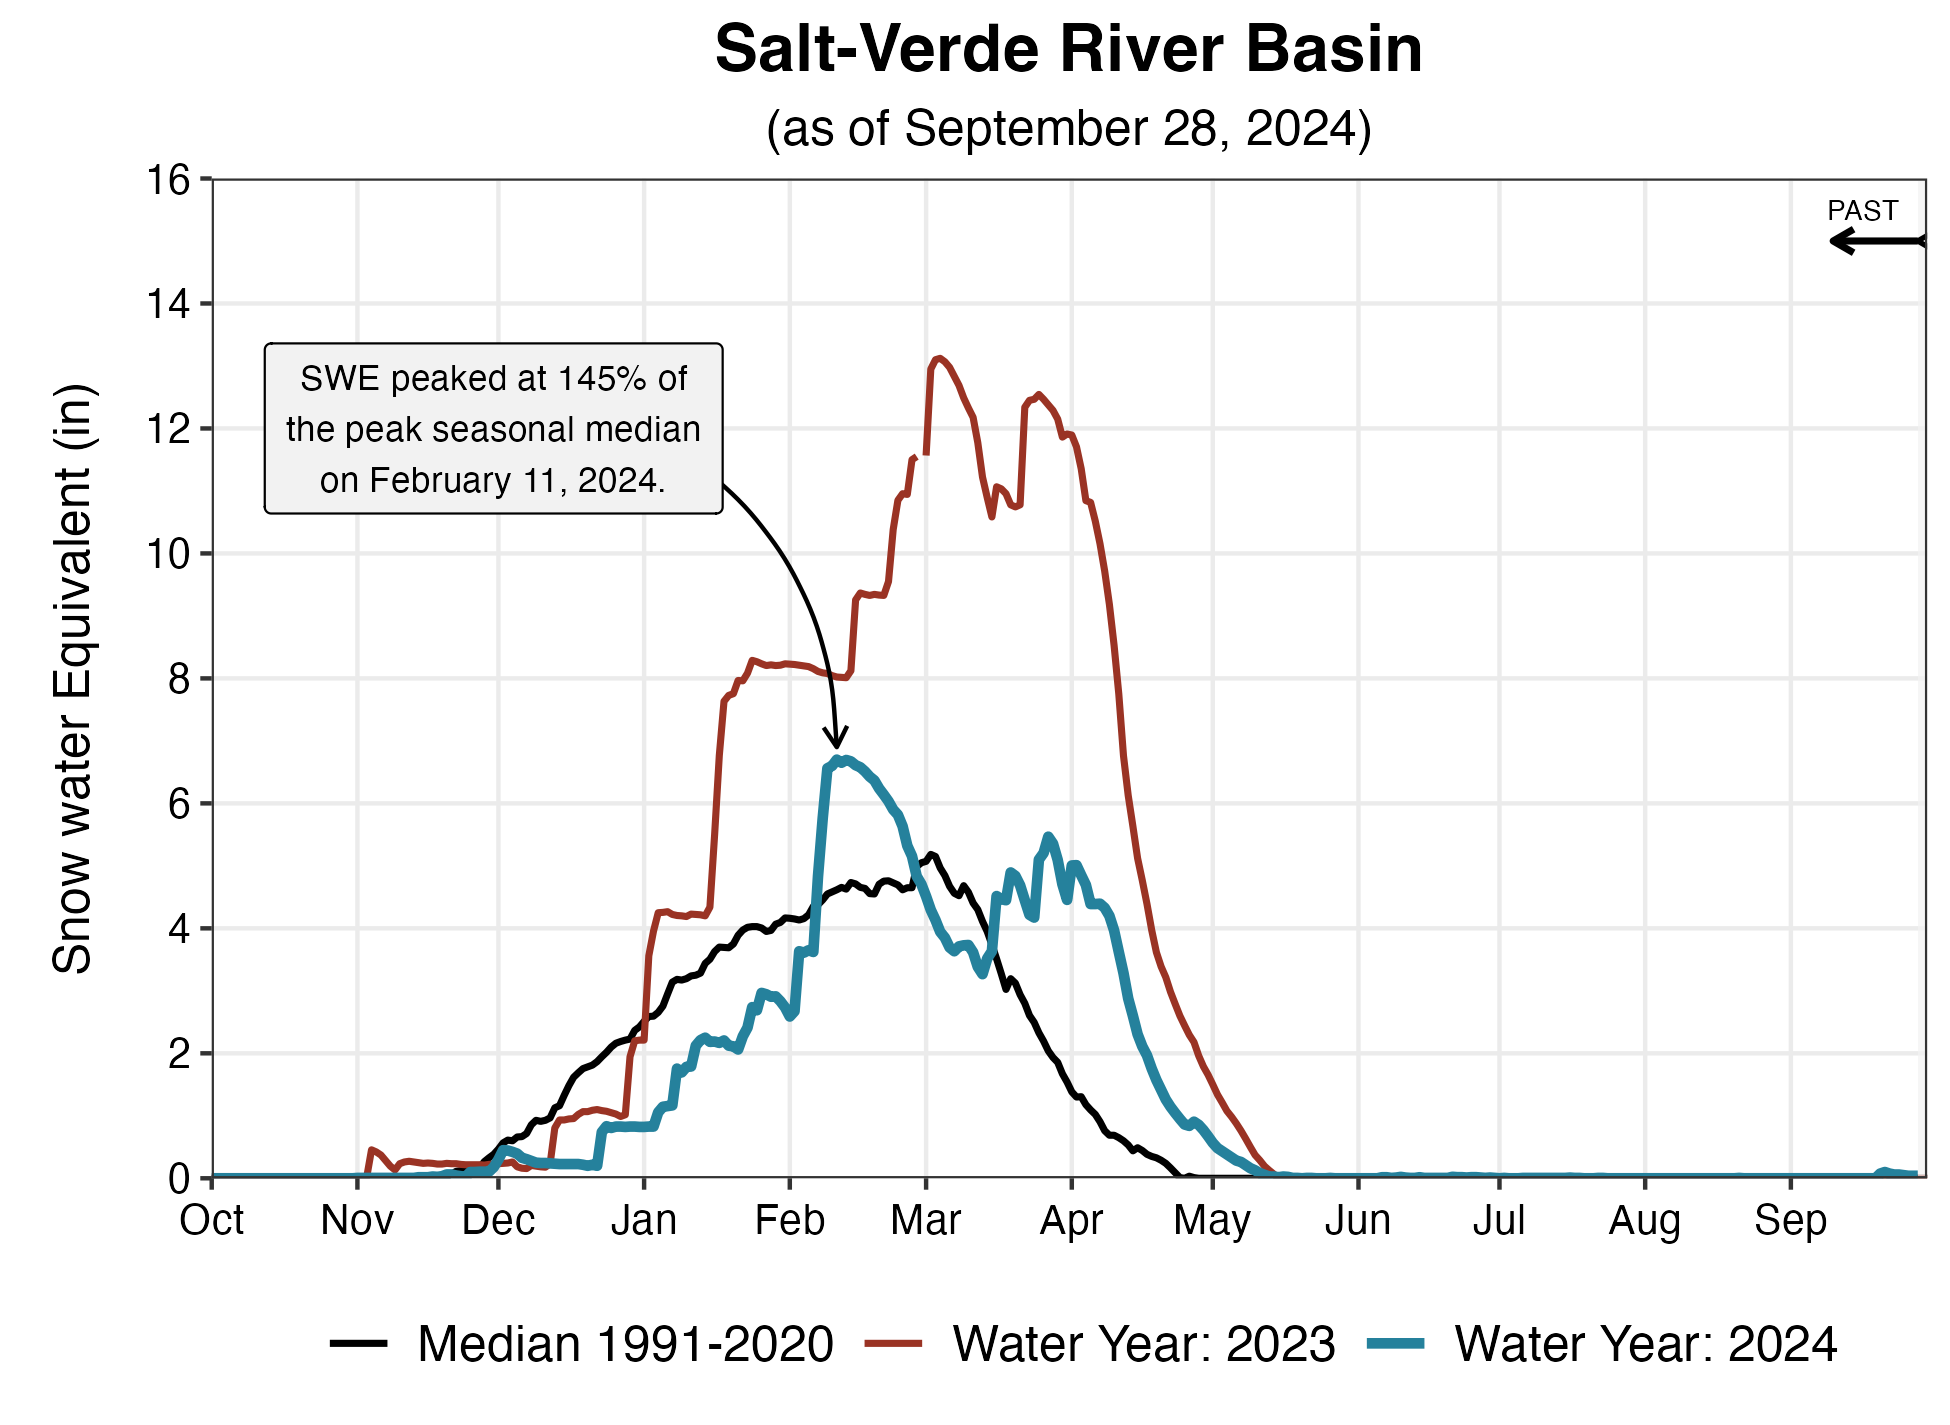 Salt-Verde River Basin
(as of September 28, 2024)
16
PAST
14
SWE peaked at 145% of
the peak seasonal median
on February 11, 2024.
12
10
8
6
4
2
0
Snow water Equivalent (in)
Oct Nov Dec Jan Feb Mar Apr May Jun Jul Aug Sep
Median 1991-2020 Water Year: 2023 Water Year: 2024